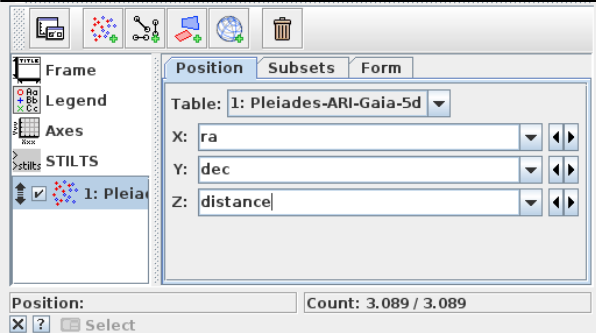 Frame
Legend
Axes
STILTS
1: Pleia
Position Subsets Form
Table: 1: Pleiades-ARI-Gaia-5d
X: ra
Y: dec
Z: distance
Position:
Count: 3.089 / 3.089
Select